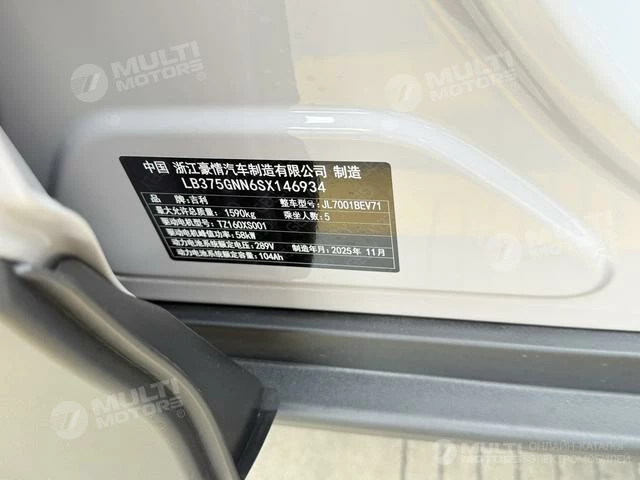 MULTI
MOTORS®
MULTI
MOTORS®
中国 浙江豪情汽车制造有限公司 制造
LB375GNN6SX146934
品牌:吉利 整车型号:JL7001BEV71
最大允许总质量:1590kg 乘坐人数:5
驱动电机型号:TZ160XS001
驱动电机峰值功率:58kW
动力电池系统额定电压:289V 制造年月:2025年 11月
动力电池系统额定容量:104Ah
MULTI
MOTORS®
MULTI
MOTORS
ОНЛАЙН-КАТАЛОГ
ЭЛЕКТРОМОБИЛЕЙ